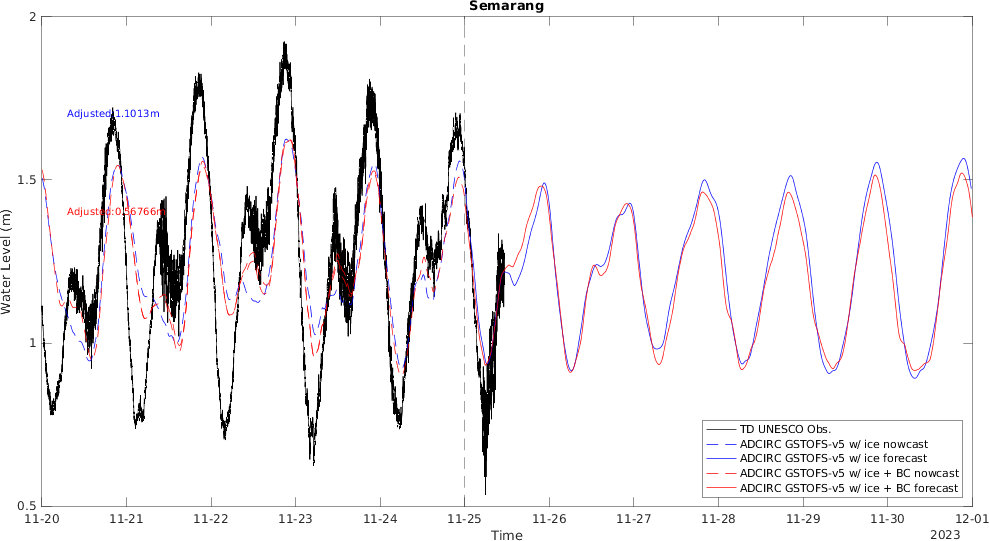 Semarang
2
Adjusted:1.1013m
1.5
Adjusted:0.56766m
Water Level (m)
1
TD UNESCO Obs.
ADCIRC GSTOFS-v5 w/ ice nowcast
ADCIRC GSTOFS-v5 w/ ice forecast
ADCIRC GSTOFS-v5 w/ ice + BC nowcast
ADCIRC GSTOFS-v5 w/ ice + BC forecast
0.5
11-20 11-21 11-22 11-23 11-24 11-25 11-26 11-27 11-28 11-29 11-30 12-01
Time
2023